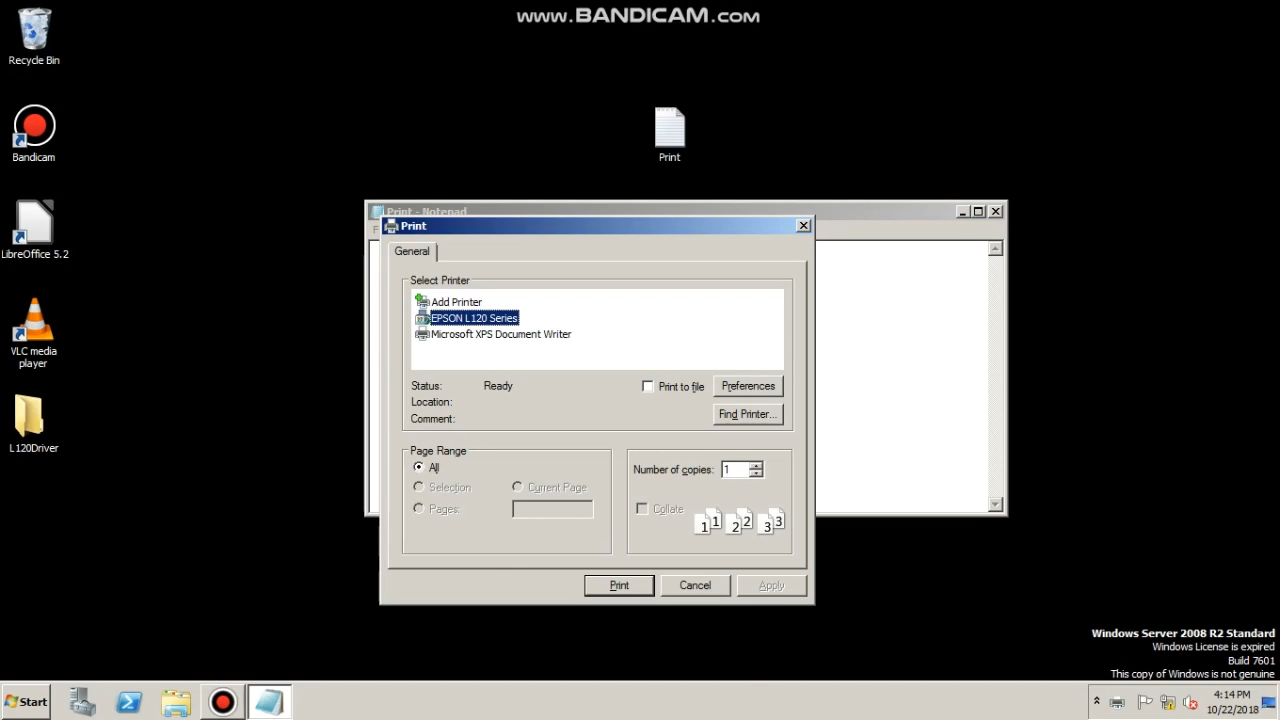 www.BANDICAM.com
Recycle Bin
Bandicam
LibreOffice 5.2
VLC media
player
L120Driver
Print
Print - Notepad
F
Print
General
Select Printer
Add Printer
EPSON L120 Series
Microsoft XPS Document Writer
Status: Ready
Print to file
Preferences
Location:
Comment:
Find Printer...
Page Range
All
Selection
Current Page
Pages:
Number of copies: 1
Collate
1 1 2 2 3 3
Print
Cancel
Apply
Windows Server 2008 R2 Standard
Windows License is expired
Build 7601
This copy of Windows is not genuine
Start
4:14 PM
10/22/2018